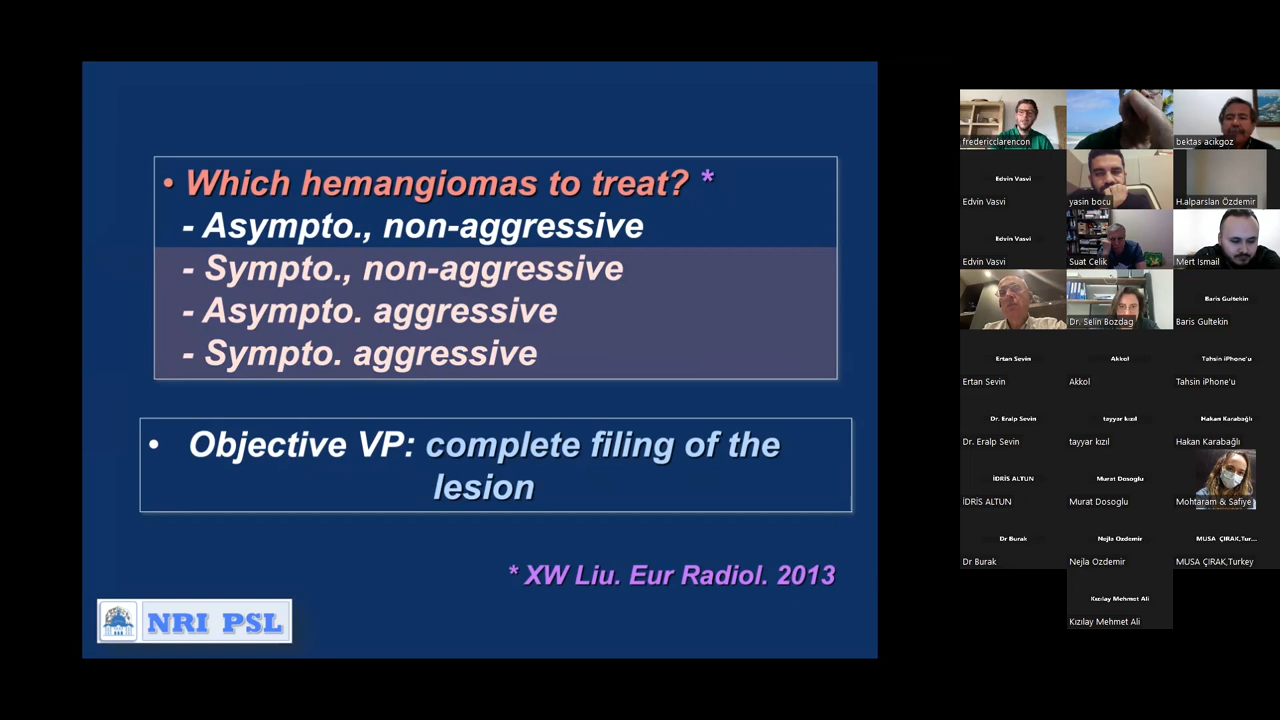 • Which hemangiomas to treat? *
- Asympto., non-aggressive
- Sympto., non-aggressive
- Asympto. aggressive
- Sympto. aggressive
• Objective VP: complete filing of the
lesion
* XW Liu. Eur Radiol. 2013
NRI PSL
fredericclarencon
bektas acikgoz
Edvin Vasvi
Edvin Vasvi
yasin bocu
H.alparslan Özdemir
Edvin Vasvi
Edvin Vasvi
Suat Celik
Mert Ismail
Dr. Selin Bozdag
Baris Gultekin
Baris Gultekin
Ertan Sevin
Ertan Sevin
Akkol
Akkol
Tahsin iPhone'u
Tahsin iPhone'u
Dr. Eralp Sevin
Dr. Eralp Sevin
tayyar kızıl
tayyar kızıl
Hakan Karabağlı
Hakan Karabağlı
İDRİS ALTUN
İDRİS ALTUN
Murat Dosoglu
Murat Dosoglu
Mohtaram & Safiye
Dr Burak
Dr Burak
Nejla Ozdemir
Nejla Ozdemir
MUSA ÇIRAK,Tur...
MUSA ÇIRAK,Turkey
Kızılay Mehmet Ali
Kızılay Mehmet Ali